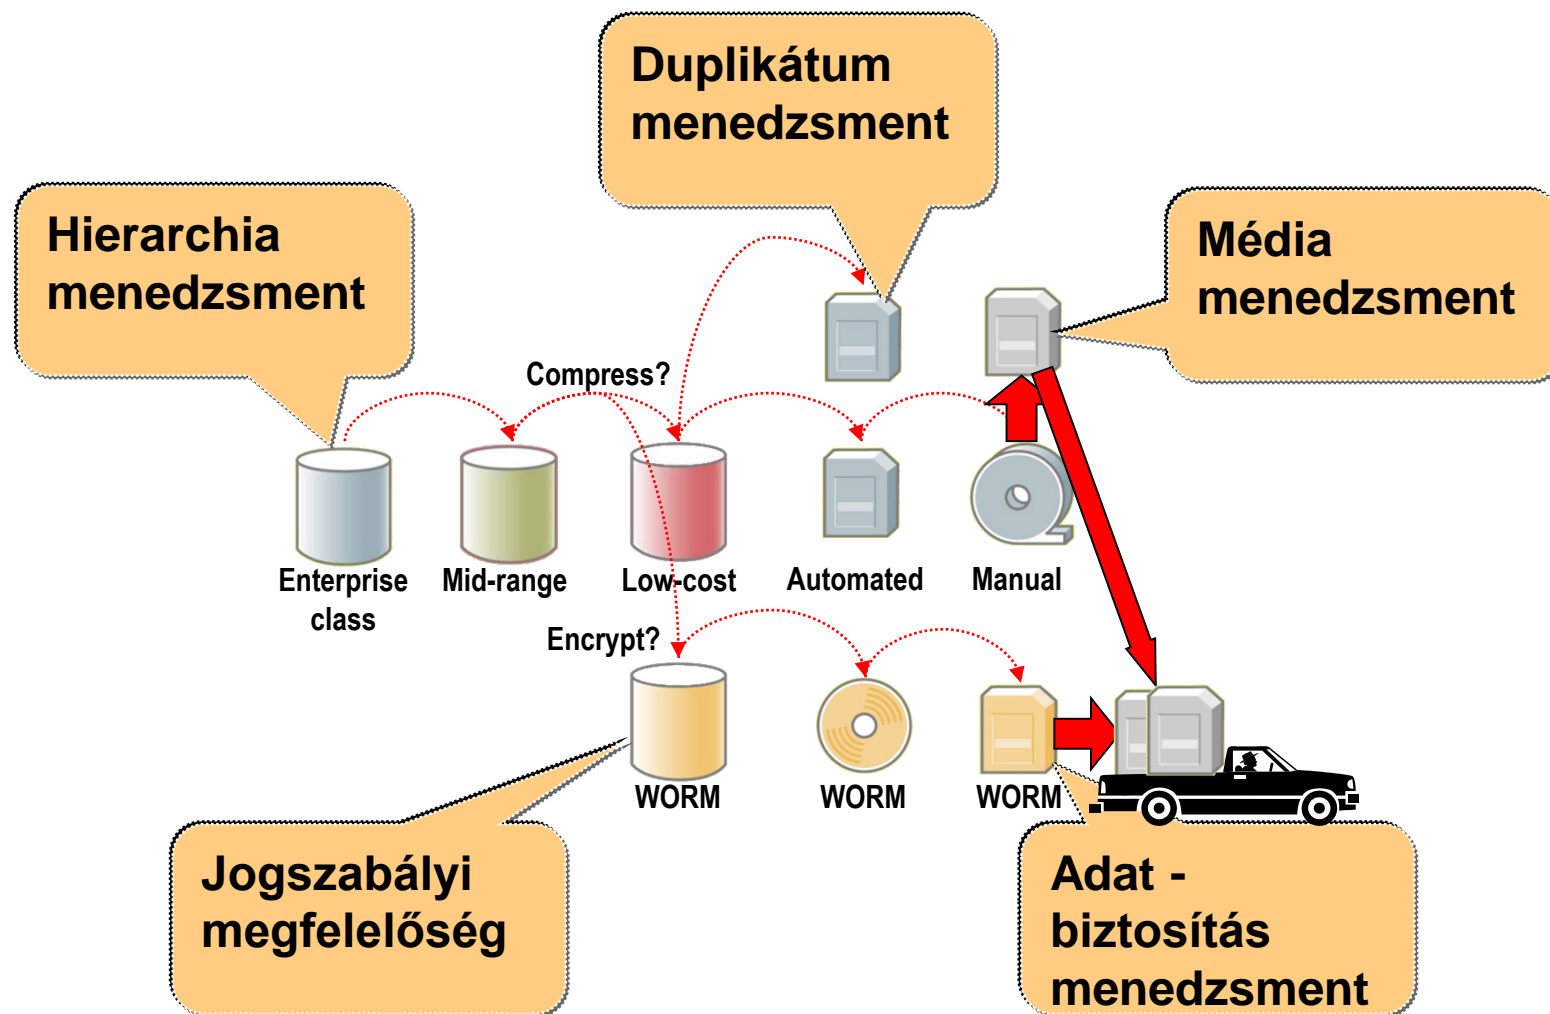 Duplikátum
menedzsment
Hierarchia
menedzsment
Média
menedzsment
Compress?
Enterprise
class
Mid-range
Low-cost
Automated
Manual
Encrypt?
WORM
WORM
WORM
Jogszabályi
megfelelőség
Adat -
biztosítás
menedzsment